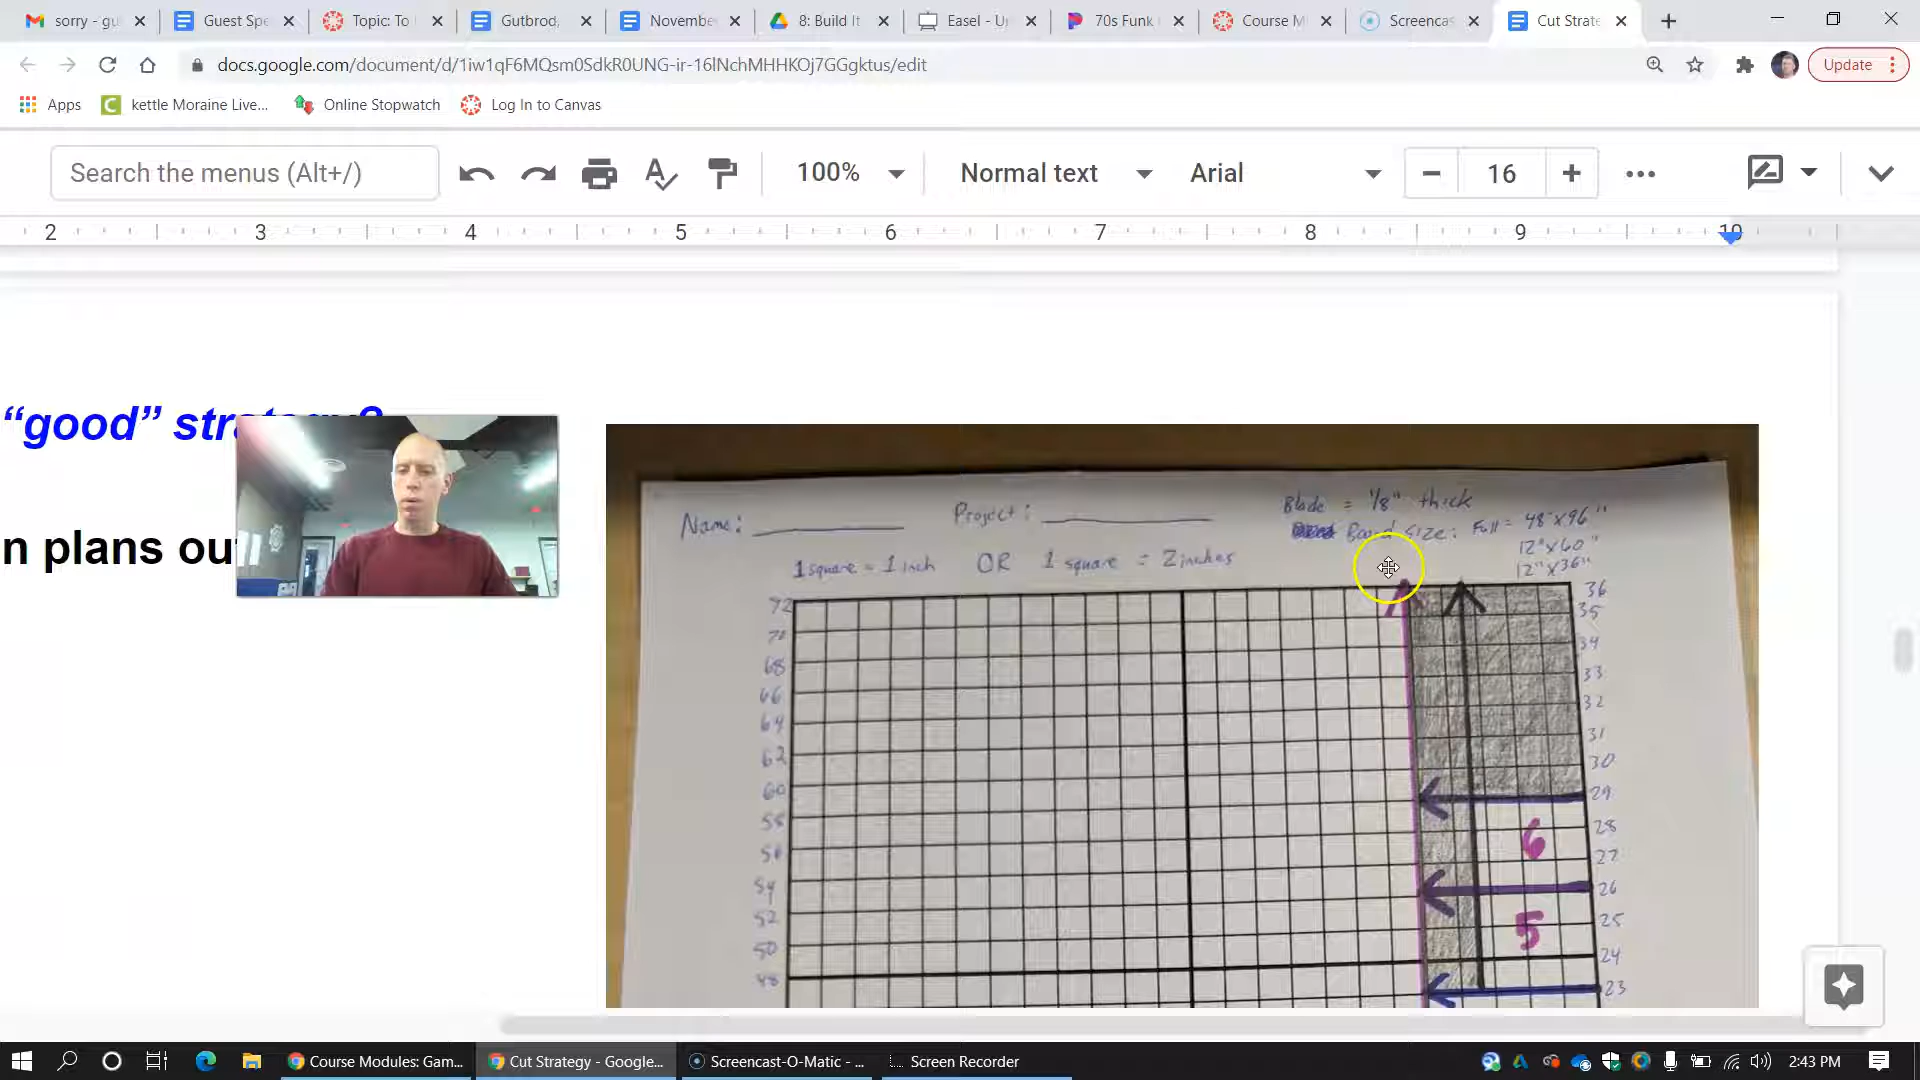 sorry - gu
Guest Spe
Topic: To
Gutbrod,
Novembe
8: Build It
Easel - U
70s Funk
Course M
Screencas
Cut Strate
docs.google.com/document/d/1iw1qF6MQsm0SdkR0UNG-ir-16lNchMHHKOj7GGgktus/edit
Update
Apps
kettle Moraine Live...
Online Stopwatch
Log In to Canvas
Search the menus (Alt+/)
100%
Normal text
Arial
16
2 3 4 5 6 7 8 9 10
“good” strategy?
n plans ou
Name:
Project:
Blade = 1/8" thick
Board Size: Full = 48"x96"
12"x60"
12"x36"
1 square = 1 inch OR 1 square = 2 inches
72
70
68
66
64
62
60
58
56
54
52
50
48
36
35
34
33
32
31
30
29
28
27
26
25
24
23
6
5
Course Modules: Gam...
Cut Strategy - Google...
Screencast-O-Matic - ...
Screen Recorder
2:43 PM